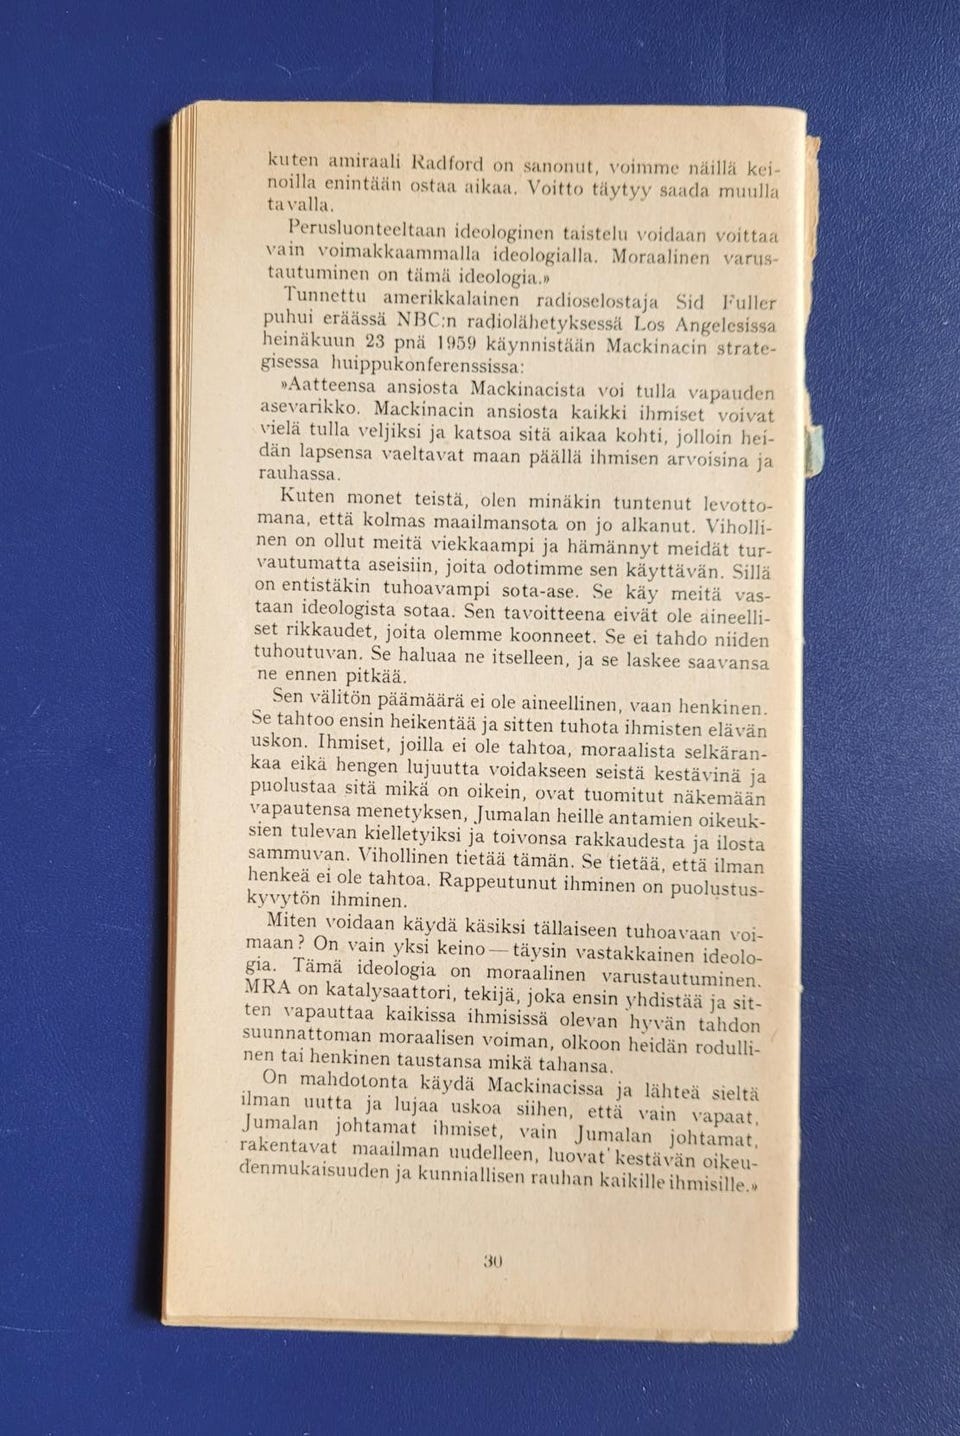 kuten amiraali Radford on sanonut, voimme näillä kei-
noilla enintään ostaa aikaa. Voitto täytyy saada muulla
tavalla.
Perusluonteeltaan ideologinen taistelu voidaan voittaa
vain voimakkaammalla ideologialla. Moraalinen varus-
tautuminen on tämä ideologia.»
Tunnettu amerikkalainen radioselostaja Sid Fuller
puhui eräässä NBC:n radiolähetyksessä Los Angelesissa
heinäkuun 23 pnä 1959 käynnistään Mackinacin strate-
gisessa huippukonferenssissa:
»Aatteensa ansiosta Mackinacista voi tulla vapauden
asevarikko. Mackinacin ansiosta kaikki ihmiset voivat
vielä tulla veljiksi ja katsoa sitä aikaa kohti, jolloin hei-
dän lapsensa vaeltavat maan päällä ihmisen arvoisina ja
rauhassa.
Kuten monet teistä, olen minäkin tuntenut levotto-
mana, että kolmas maailmansota on jo alkanut. Viholli-
nen on ollut meitä viekkaampi ja hämännyt meidät tur-
vautumatta aseisiin, joita odotimme sen käyttävän. Sillä
on entistäkin tuhoavampi sota-ase. Se käy meitä vas-
taan ideologista sotaa. Sen tavoitteena eivät ole aineelli-
set rikkaudet, joita olemme koonneet. Se ei tahdo niiden
tuhoutuvan. Se haluaa ne itselleen, ja se laskee saavansa
ne ennen pitkää.
Sen välitön päämäärä ei ole aineellinen, vaan henkinen.
Se tahtoo ensin heikentää ja sitten tuhota ihmisten elävän
uskon. Ihmiset, joilla ei ole tahtoa, moraalista selkäran-
kaa eikä hengen lujuutta voidakseen seistä kestävinä ja
puolustaa sitä mikä on oikein, ovat tuomitut näkemään
vapautensa menetyksen, Jumalan heille antamien oikeuk-
sien tulevan kielletyiksi ja toivonsa rakkaudesta ja ilosta
sammuvan. Vihollinen tietää tämän. Se tietää, että ilman
henkeä ei ole tahtoa. Rappeutunut ihminen on puolustus-
kyvytön ihminen.
Miten voidaan käydä käsiksi tällaiseen tuhoavaan voi-
maan? On vain yksi keino — täysin vastakkainen ideolo-
gia. Tämä ideologia on moraalinen varustautuminen.
MRA on katalysaattori, tekijä, joka ensin yhdistää ja sit-
ten vapauttaa kaikissa ihmisissä olevan hyvän tahdon
suunnattoman moraalisen voiman, olkoon heidän rodulli-
nen tai henkinen taustansa mikä tahansa.
On mahdotonta käydä Mackinacissa ja lähteä sieltä
ilman uutta ja lujaa uskoa siihen, että vain vapaat,
Jumalan johtamat ihmiset, vain Jumalan johtamat,
rakentavat maailman uudelleen, luovat kestävän oikeu-
denmukaisuuden ja kunniallisen rauhan kaikille ihmisille.»
30